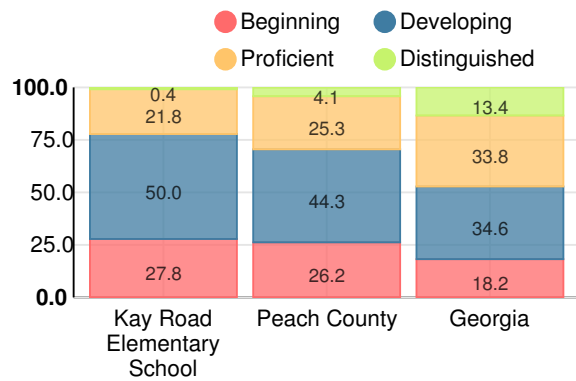 Beginning
Developing
Proficient
Distinguished
100.0
75.0
50.0
25.0
0.0
0.4
21.8
50.0
27.8
4.1
25.3
44.3
26.2
13.4
33.8
34.6
18.2
Kay Road
Elementary
School
Peach County
Georgia